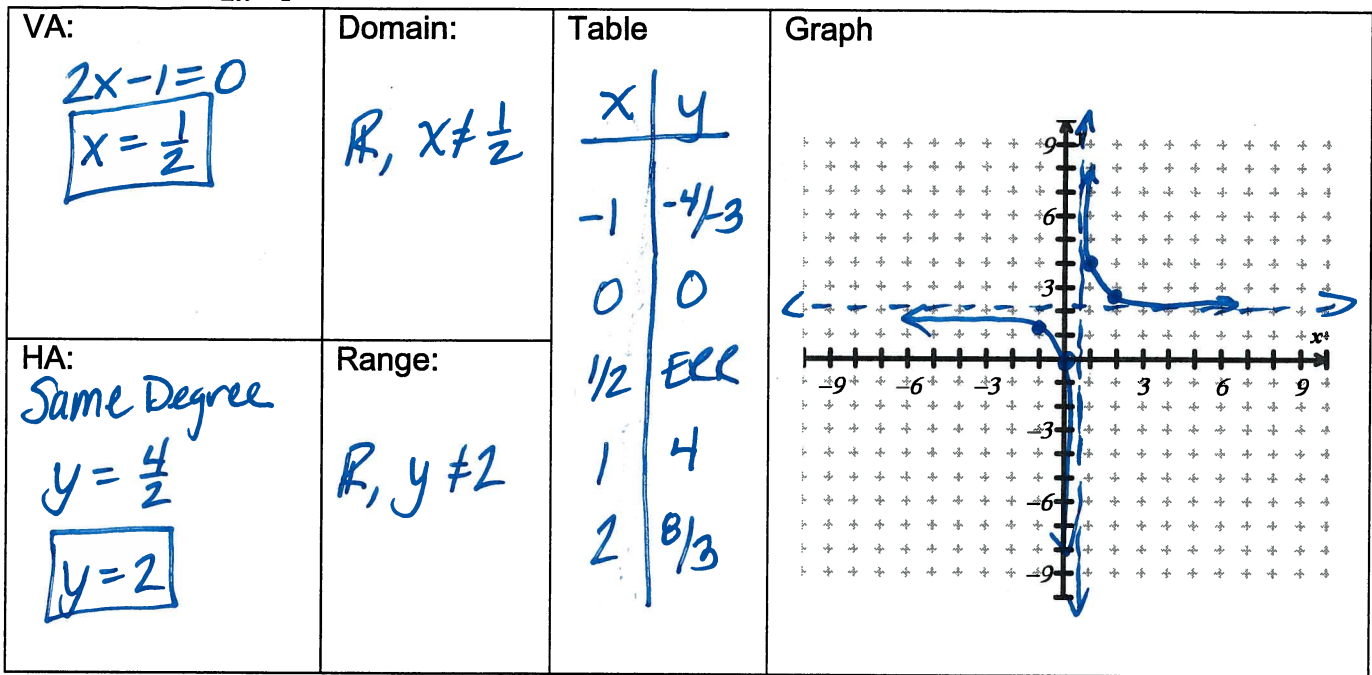 VA:
2x-1=0
x = 1/2
Domain:
ℝ, x≠1/2
Table
x y
-1 -4/-3
0 0
1/2 ERR
1 4
2 8/3
Graph
y
9
6
3
-3
-6
-9
-9 -6 -3 3 6 9
x
HA:
Same Degree
y = 4/2
y = 2
Range:
ℝ, y ≠2